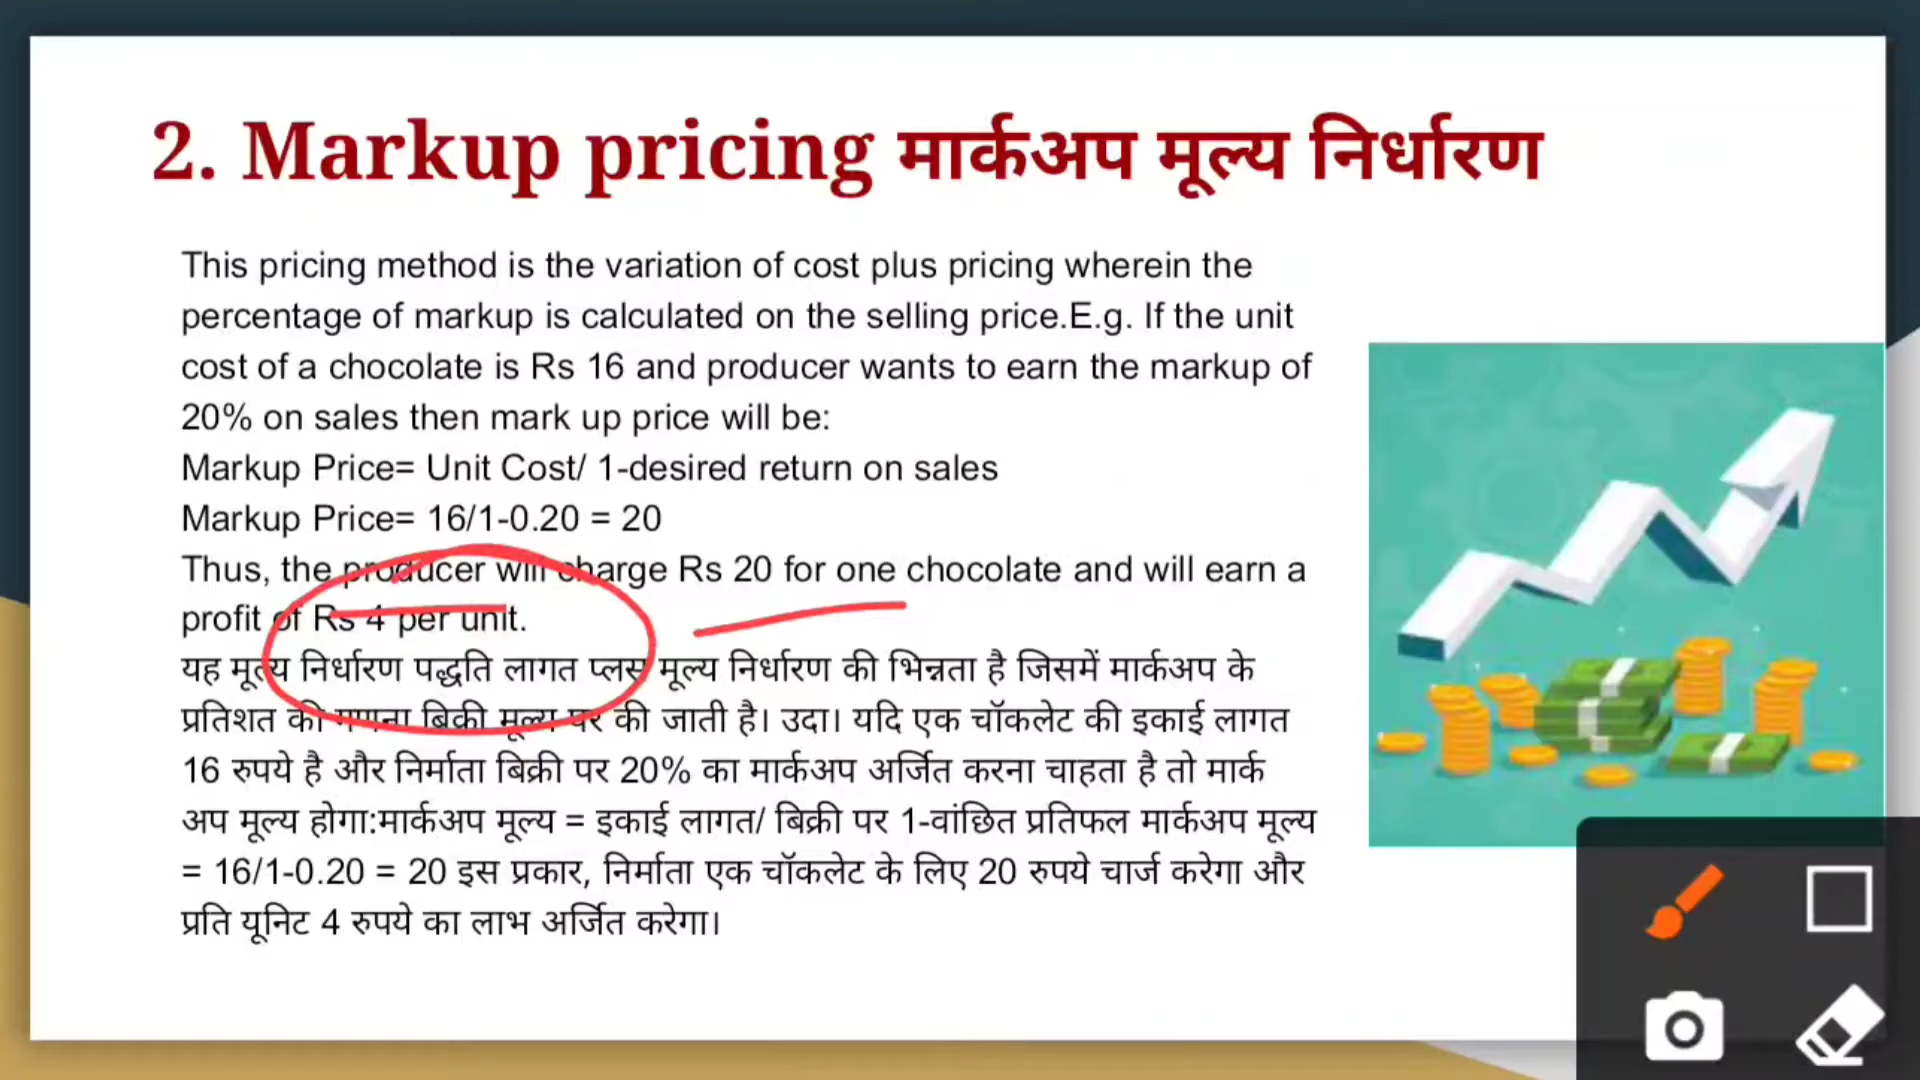 2. Markup pricing मार्कअप मूल्य निर्धारण
This pricing method is the variation of cost plus pricing wherein the
percentage of markup is calculated on the selling price.E.g. If the unit
cost of a chocolate is Rs 16 and producer wants to earn the markup of
20% on sales then mark up price will be:
Markup Price= Unit Cost/ 1-desired return on sales
Markup Price= 16/1-0.20 = 20
Thus, the producer will charge Rs 20 for one chocolate and will earn a
profit of Rs 4 per unit.
यह मूल्य निर्धारण पद्धति लागत प्लस मूल्य निर्धारण की भिन्नता है जिसमें मार्कअप के
प्रतिशत की गणना बिक्री मूल्य पर की जाती है। उदा। यदि एक चॉकलेट की इकाई लागत
16 रुपये है और निर्माता बिक्री पर 20% का मार्कअप अर्जित करना चाहता है तो मार्क
अप मूल्य होगा:मार्कअप मूल्य = इकाई लागत/ बिक्री पर 1-वांछित प्रतिफल मार्कअप मूल्य
= 16/1-0.20 = 20 इस प्रकार, निर्माता एक चॉकलेट के लिए 20 रुपये चार्ज करेगा और
प्रति यूनिट 4 रुपये का लाभ अर्जित करेगा।